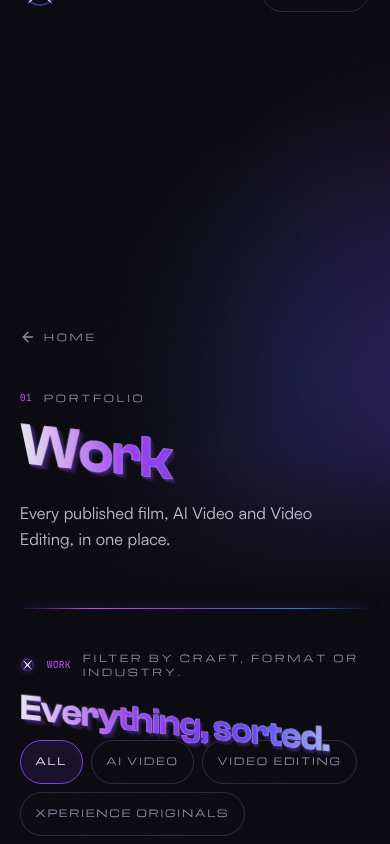 HOME
01 PORTFOLIO
Work
Every published film, AI Video and Video
Editing, in one place.
WORK FILTER BY CRAFT, FORMAT OR
INDUSTRY.
Everything, sorted.
ALL AI VIDEO VIDEO EDITING
XPERIENCE ORIGINALS